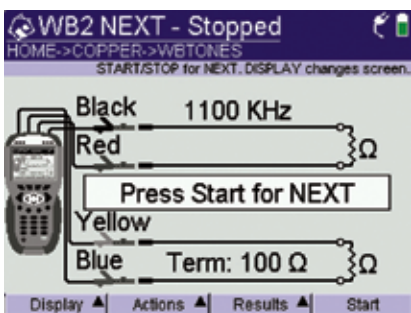 WB2 NEXT - Stopped
HOME->COPPER->WBTONES
START/STOP for NEXT. DISPLAY changes screen.
Black 1100 KHz
Red
Ω
Press Start for NEXT
Yellow
Blue Term: 100 Ω
Ω
Display ▲ Actions ▲ Results ▲ Start